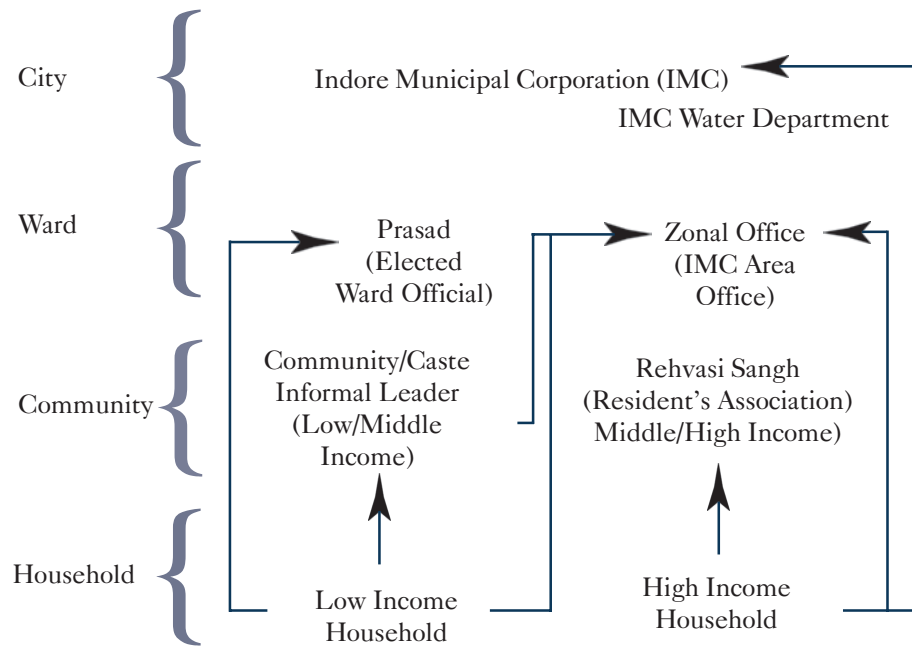 City
Indore Municipal Corporation (IMC)
IMC Water Department
Ward
Prasad
(Elected
Ward Official)
Zonal Office
(IMC Area
Office)
Community
Community/Caste
Informal Leader
(Low/Middle
Income)
Rehvasi Sangh
(Resident's Association)
Middle/High Income)
Household
Low Income
Household
High Income
Household